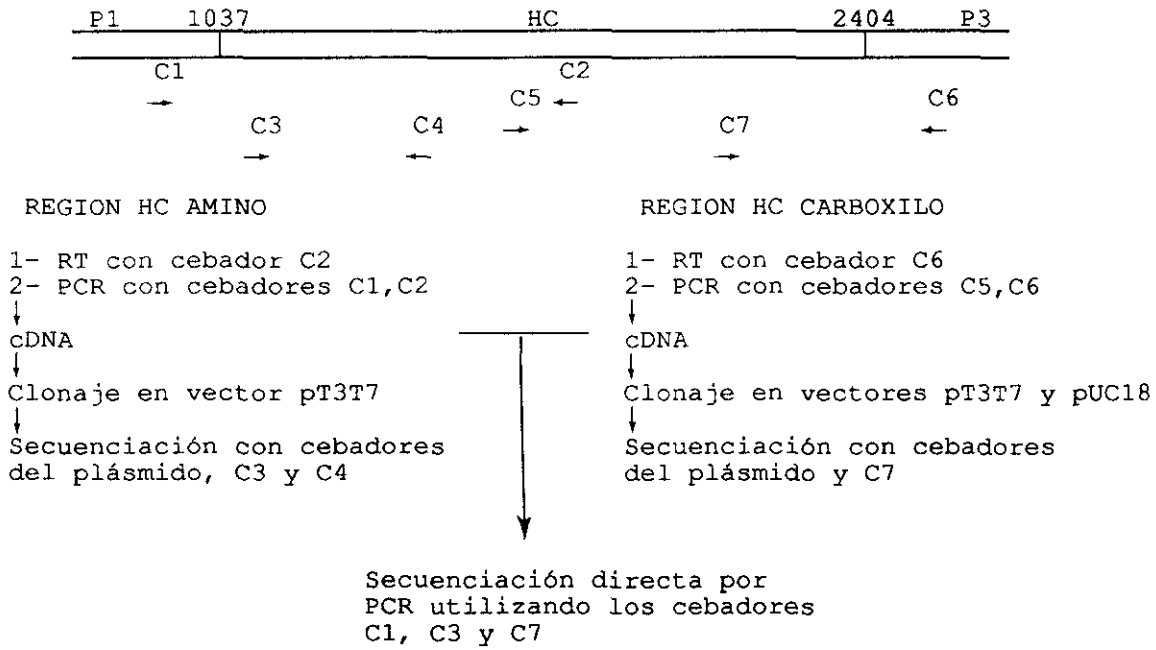 P1 1037 HC 2404 P3
C1 C2
C5 C6
C3 C4 C7
REGION HC AMINO
1- RT con cebador C2
2- PCR con cebadores C1,C2
cDNA
Clonaje en vector pT3T7
Secuenciación con cebadores
del plásmido, C3 y C4
REGION HC CARBOXILO
1- RT con cebador C6
2- PCR con cebadores C5,C6
cDNA
Clonaje en vectores pT3T7 y pUC18
Secuenciación con cebadores
del plásmido y C7
Secuenciación directa por
PCR utilizando los cebadores
C1, C3 y C7